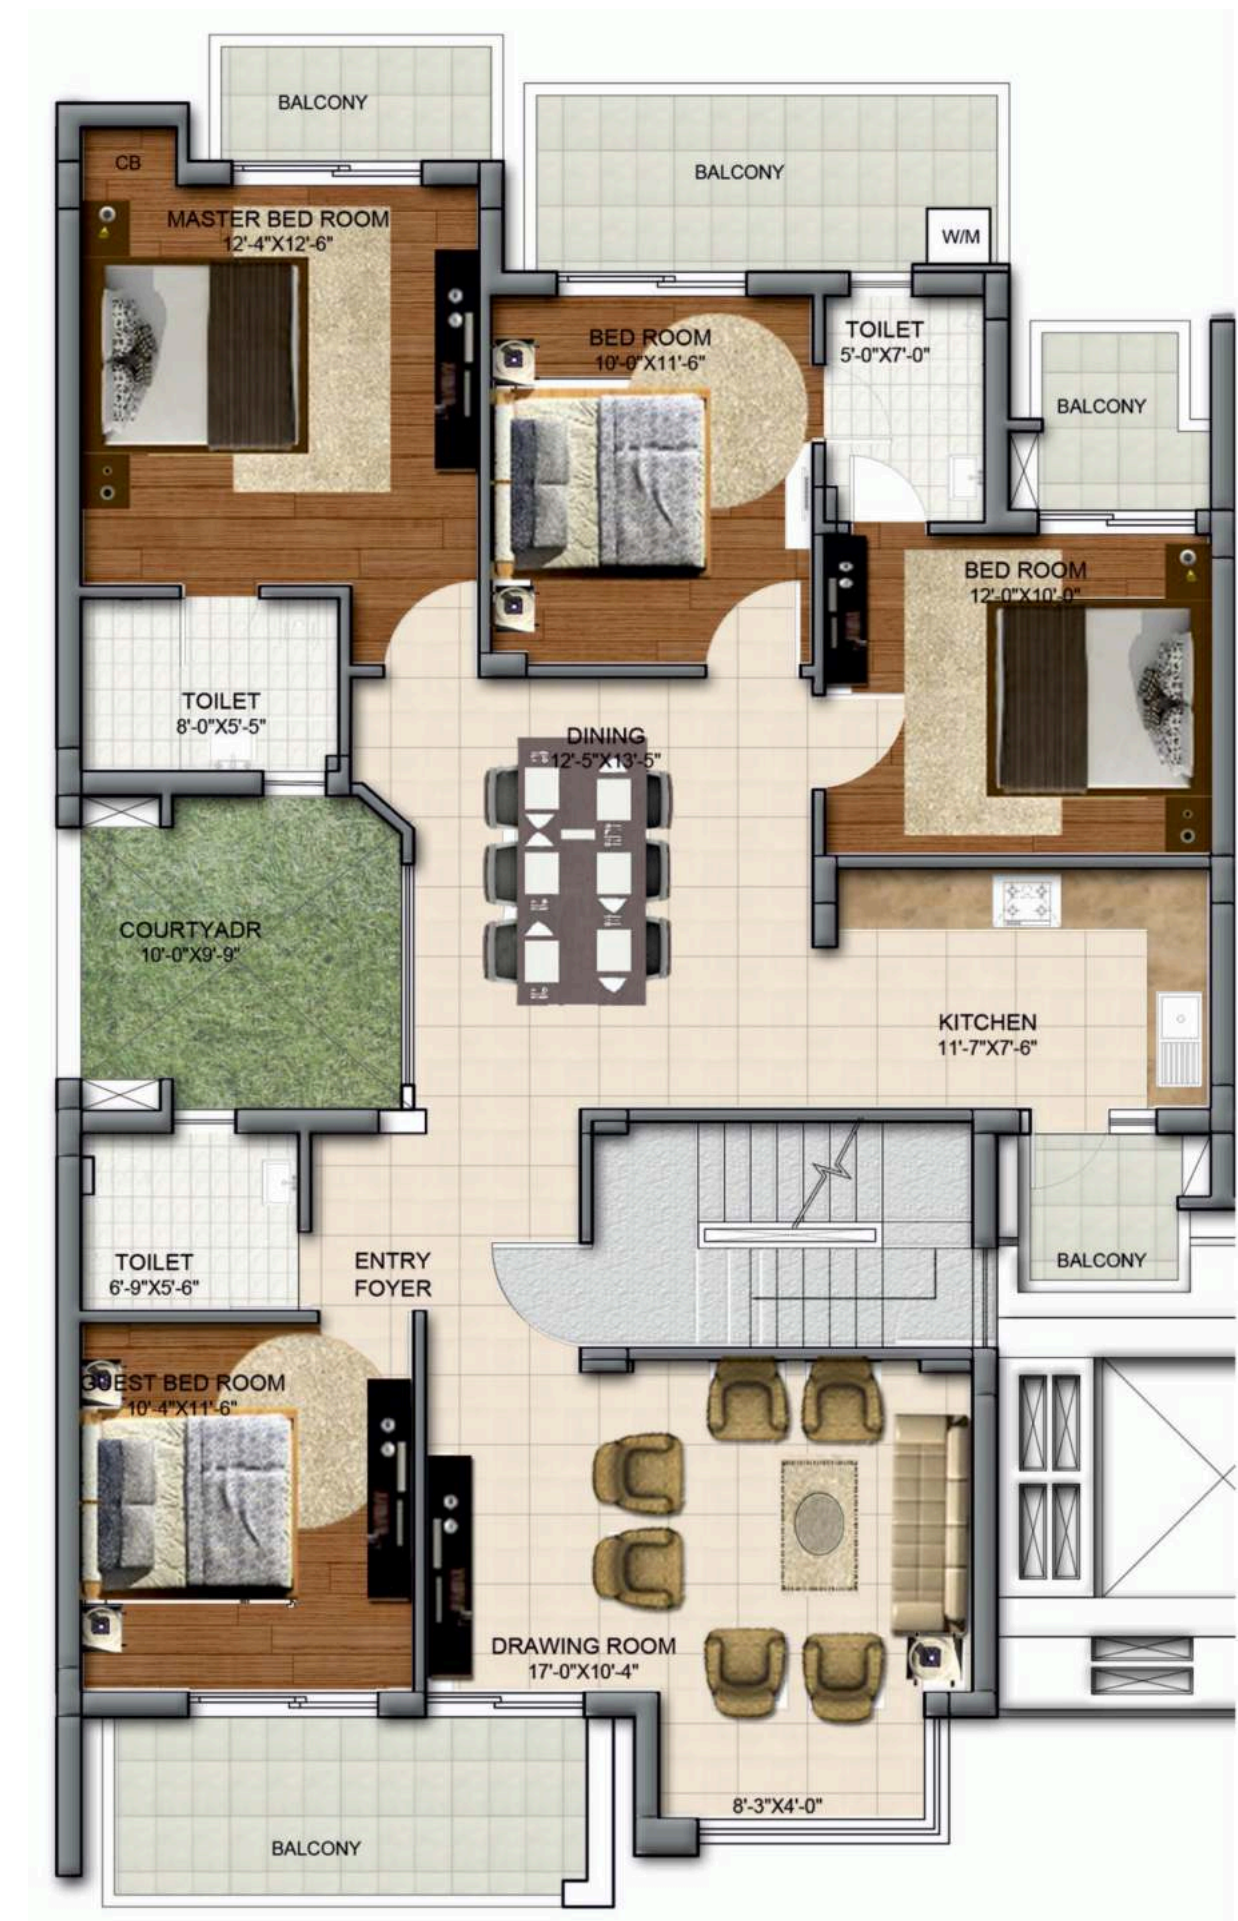 BALCONY
BALCONY
CB
MASTER BED ROOM
12'-4"X12'-6"
W/M
BED ROOM
10'-0"X11'-6"
TOILET
5'-0"X7'-0"
BALCONY
BED ROOM
12'-0"X10'-0"
TOILET
8'-0"X5'-5"
DINING
12'-5"X13'-5"
COURTYADR
10'-0"X9'-9"
KITCHEN
11'-7"X7'-6"
TOILET
6'-9"X5'-6"
ENTRY
FOYER
BALCONY
GUEST BED ROOM
10'-4"X11'-6"
DRAWING ROOM
17'-0"X10'-4"
8'-3"X4'-0"
BALCONY